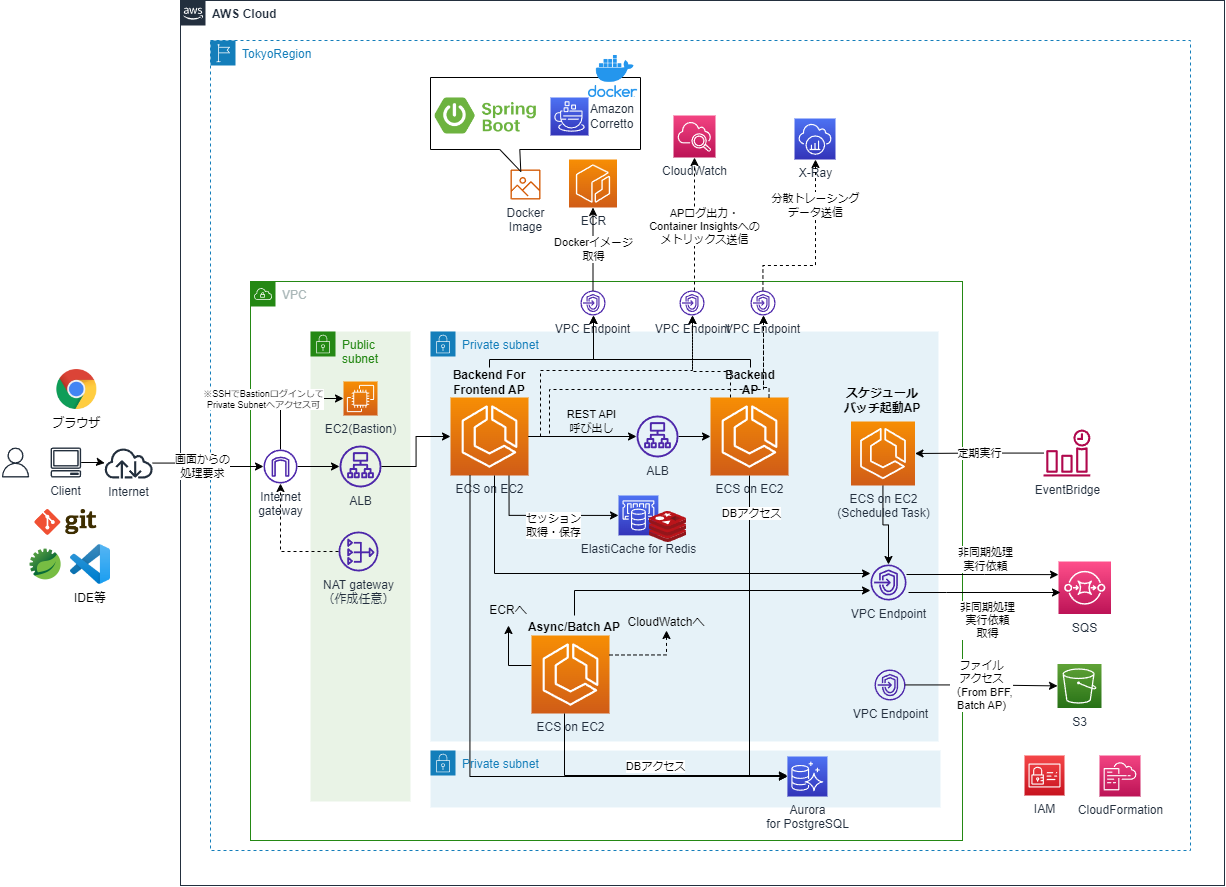 aws
AWS Cloud
TokyoRegion
docker
Spring
Boot
Amazon
Corretto
Docker
Image
ECR
CloudWatch
X-Ray
Dockerイメージ
取得
APログ出力・
Container Insightsへの
メトリックス送信
分散トレーシング
データ送信
VPC
VPC Endpoint
VPC Endpoint
VPC Endpoint
Public
subnet
Private subnet
Backend For
Frontend AP
Backend
AP
スケジュール
バッチ起動AP
※SSHでBastionログインして
Private Subnetへアクセス可
EC2(Bastion)
REST API
呼び出し
ブラウザ
画面からの
処理要求
Client
Internet
Internet
gateway
ALB
ECS on EC2
ALB
ECS on EC2
ECS on EC2
(Scheduled Task)
定期実行
EventBridge
git
IDE等
NAT gateway
（作成任意）
セッション
取得・保存
ElastiCache for Redis
DBアクセス
非同期処理
実行依頼
VPC Endpoint
非同期処理
実行依頼
取得
SQS
ECRへ
Async/Batch AP
CloudWatchへ
ECS on EC2
VPC Endpoint
ファイル
アクセス
（From BFF,
Batch AP)
S3
Private subnet
DBアクセス
Aurora
for PostgreSQL
IAM
CloudFormation